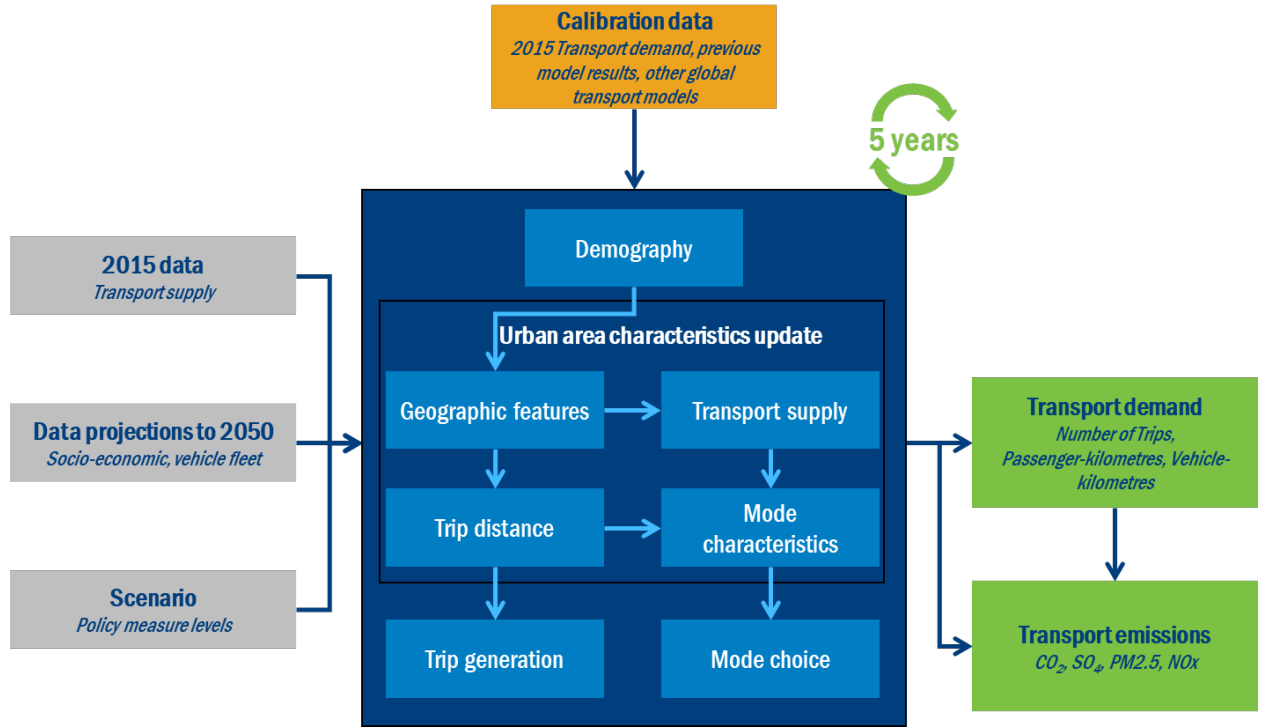 Calibration data
2015 Transport demand, previous
model results, other global
transport models
5 years
Demography
2015 data
Transport supply
Urban area characteristics update
Geographic features
Transport supply
Data projections to 2050
Socio-economic, vehicle fleet
Transport demand
Number of Trips,
Passenger-kilometres, Vehicle-
kilometres
Trip distance
Mode
characteristics
Scenario
Policy measure levels
Trip generation
Mode choice
Transport emissions
CO₂, SO₄, PM2.5, NOx